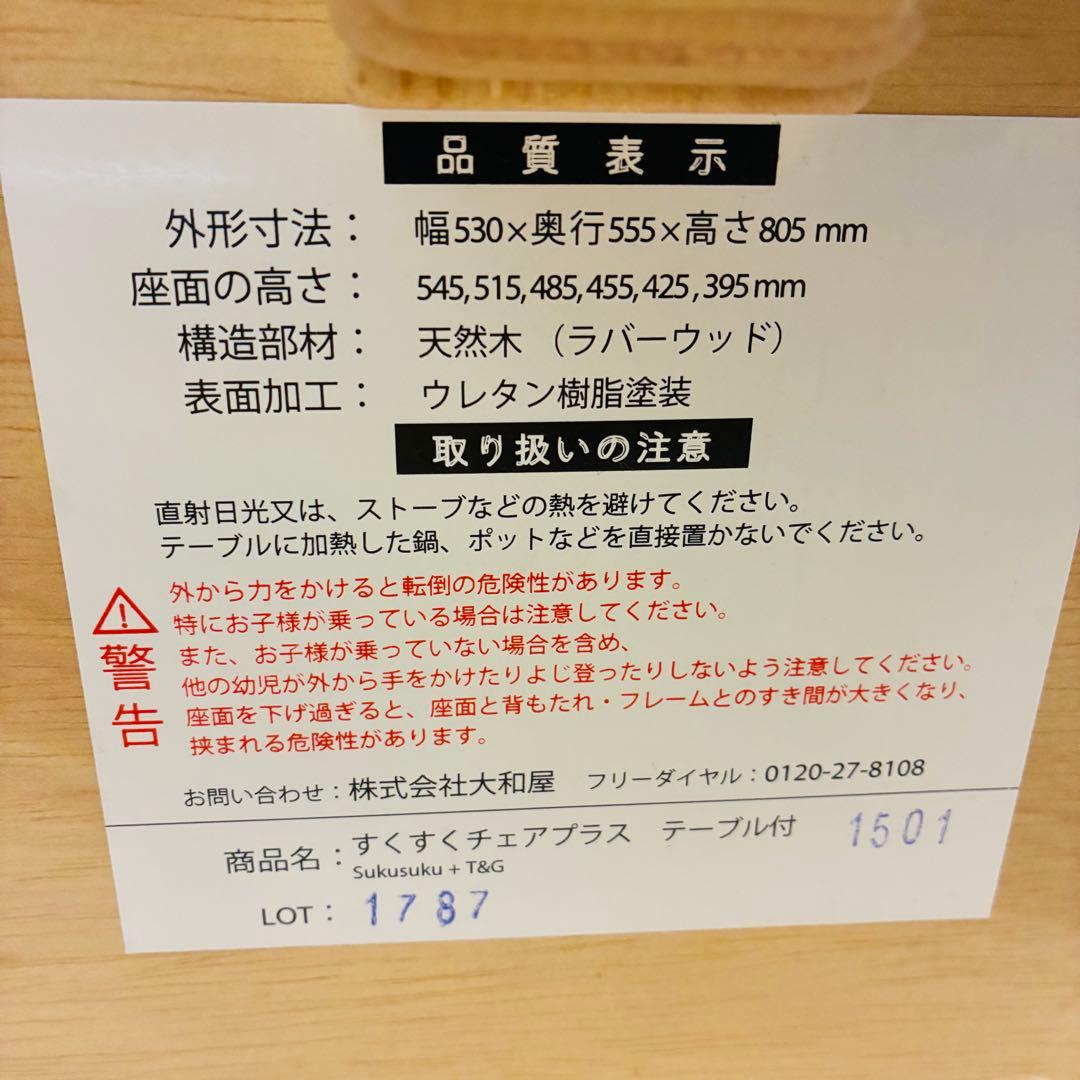 品質表示
外形寸法： 幅530×奥行555×高さ805 mm
座面の高さ： 545,515,485,455,425,395mm
構造部材： 天然木 （ラバーウッド）
表面加工： ウレタン樹脂塗装
取り扱いの注意
直射日光又は、ストーブなどの熱を避けてください。
テーブルに加熱した鍋、ポットなどを直接置かないでください。
警告
外から力をかけると転倒の危険性があります。
特にお子様が乗っている場合は注意してください。
また、お子様が乗っていない場合を含め、
他の幼児が外から手をかけたりよじ登ったりしないよう注意してください。
座面を下げ過ぎると、座面と背もたれ・フレームとのすき間が大きくなり、
挟まれる危険性があります。
お問い合わせ：株式会社大和屋 フリーダイヤル：0120-27-8108
商品名：すくすくチェアプラス テーブル付 1501
Sukusuku + T&G
LOT： 1787